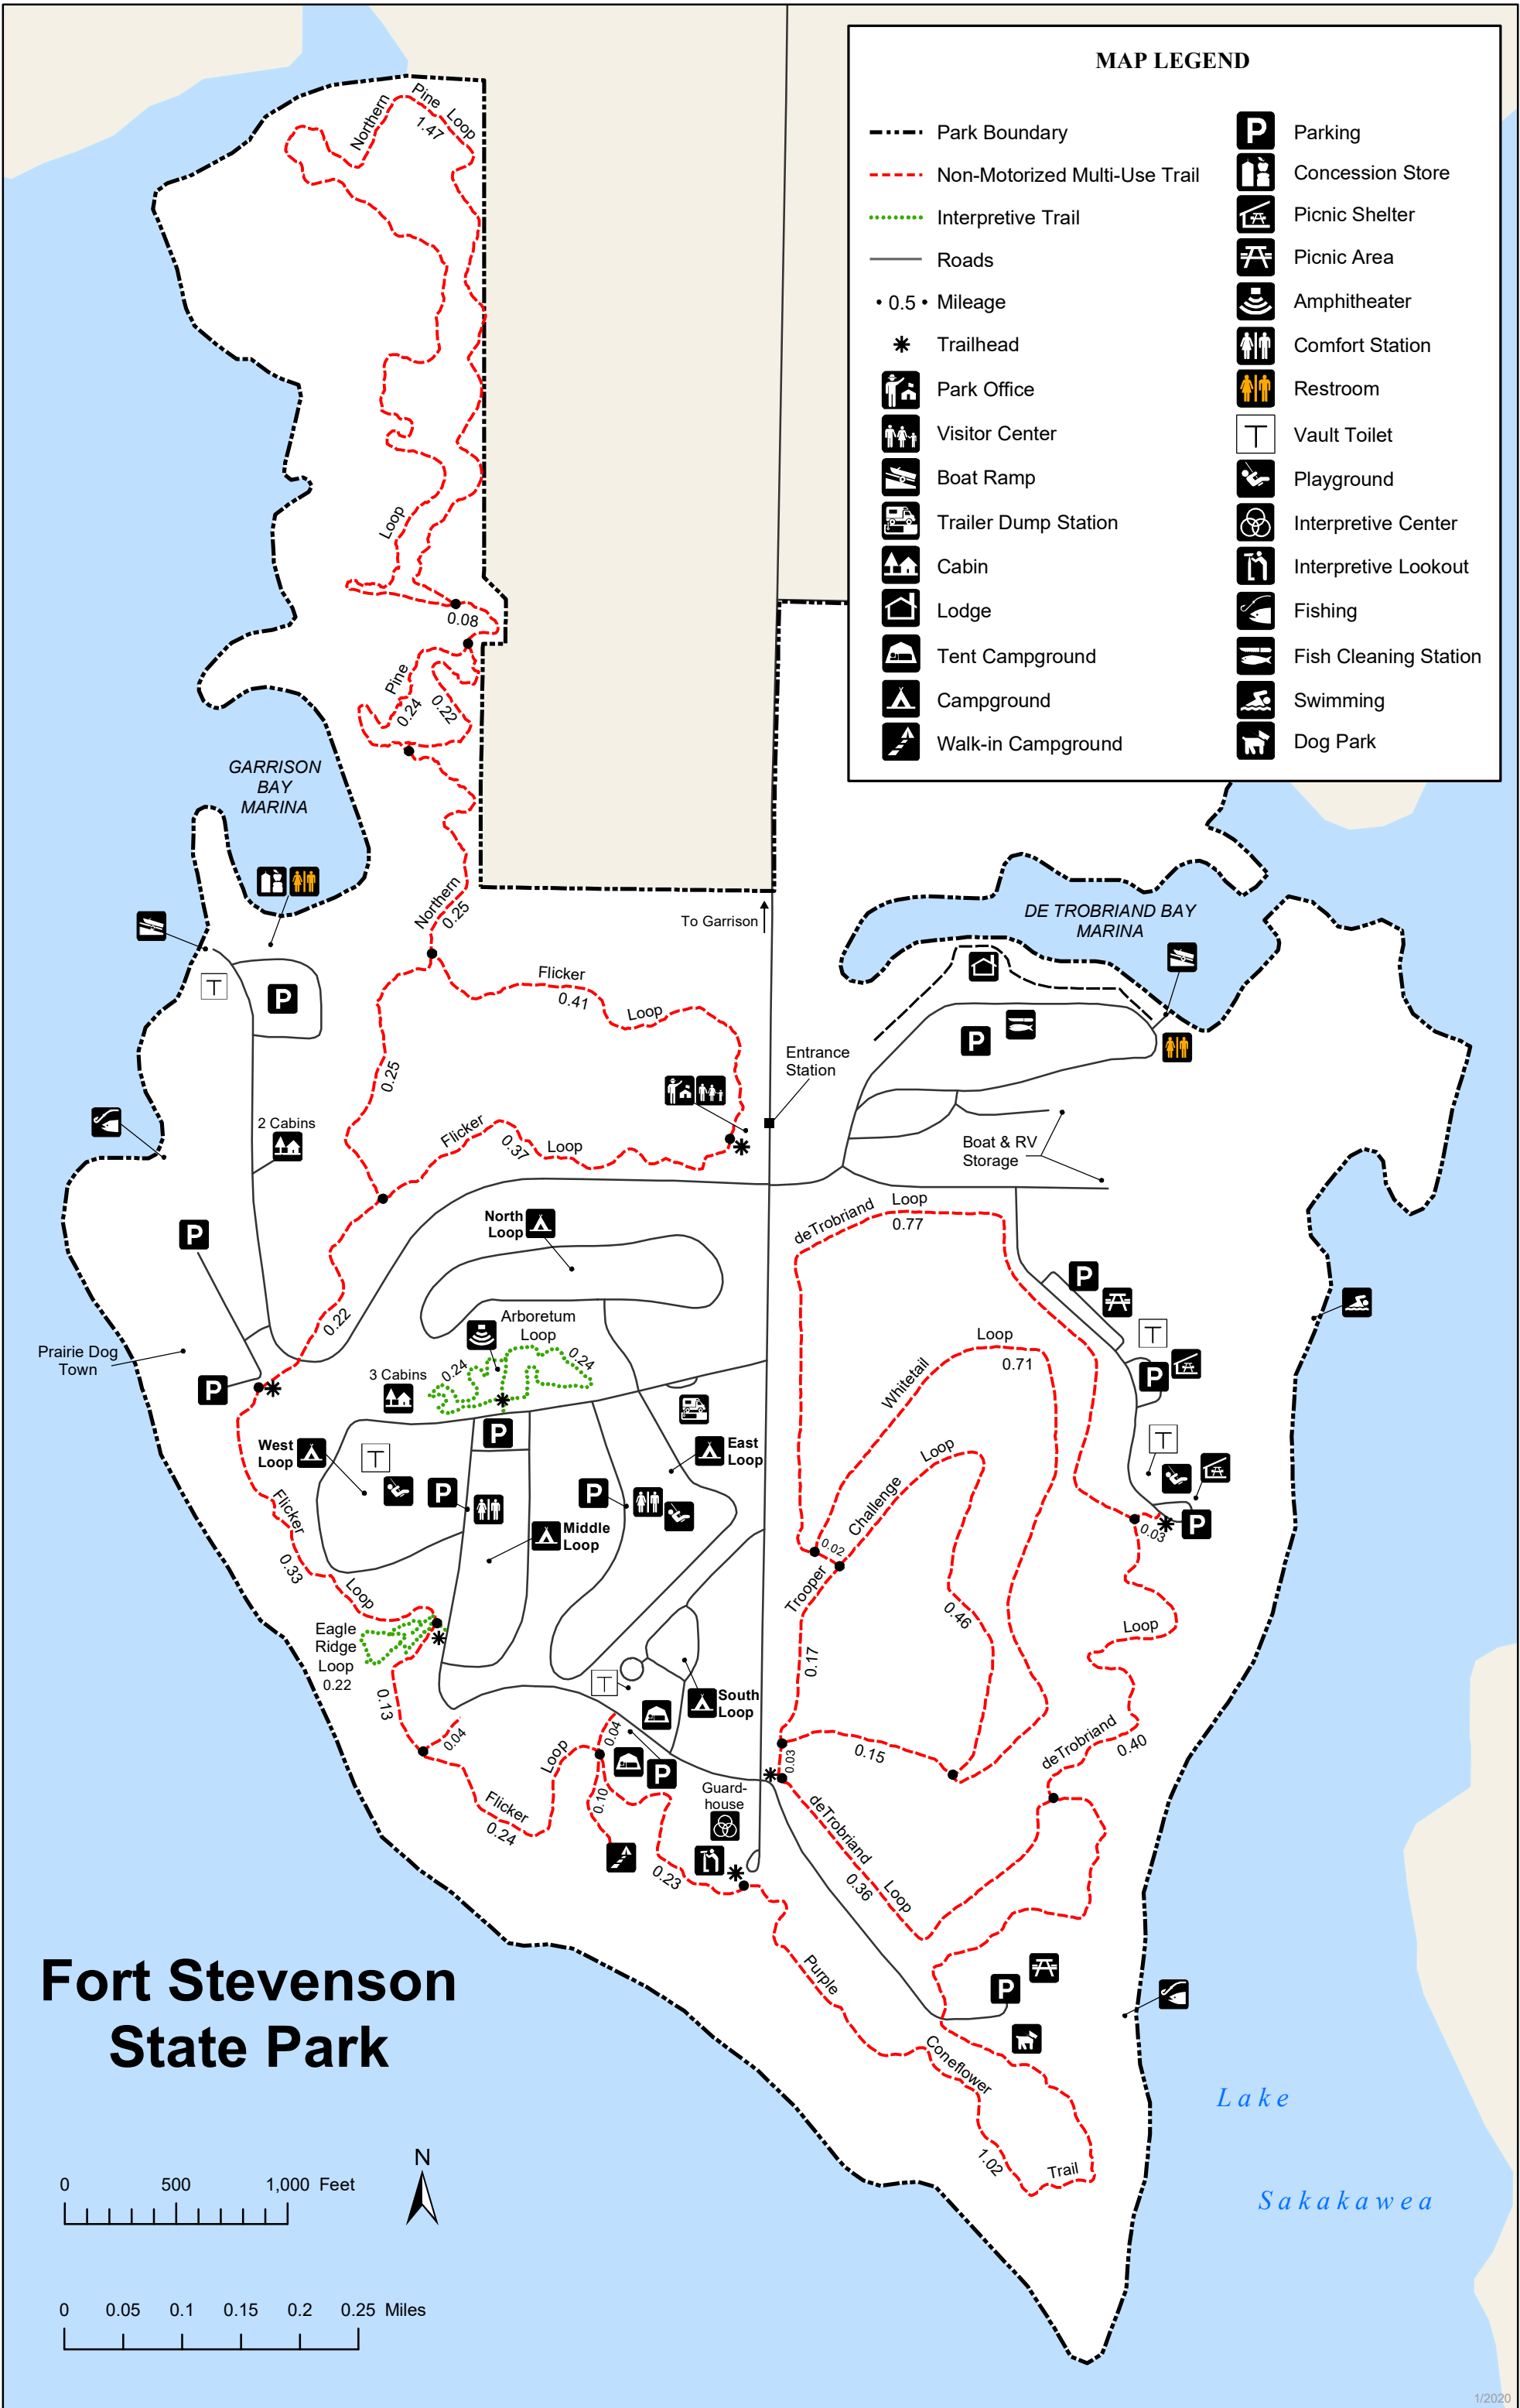 MAP LEGEND
Park Boundary
Non-Motorized Multi-Use Trail
Interpretive Trail
Roads
• 0.5 • Mileage
Trailhead
Park Office
Visitor Center
Boat Ramp
Trailer Dump Station
Cabin
Lodge
Tent Campground
Campground
Walk-in Campground
P Parking
Concession Store
Picnic Shelter
Picnic Area
Amphitheater
Comfort Station
Restroom
T Vault Toilet
Playground
Interpretive Center
Interpretive Lookout
Fishing
Fish Cleaning Station
Swimming
Dog Park
Northern
Pine
Loop
1.47
Loop
0.08
Pine
0.24
0.22
GARRISON
BAY
MARINA
Northern
0.25
To Garrison
DE TROBRIAND BAY
MARINA
T
P
Flicker
0.41
Loop
P
Entrance
Station
0.25
2 Cabins
Flicker
0.37
Loop
Boat & RV
Storage
P
North
Loop
deTrobriand
Loop
0.77
P
0.22
Arboretum
Loop
T
Prairie Dog
Town
P
3 Cabins
0.24
0.24
Whitetail
Loop
0.71
P
P
West
Loop
T
P
East
Loop
P
Middle
Loop
Challenge
Loop
T
P
0.03
Flicker
0.33
Loop
0.02
Trooper
0.46
0.17
Loop
Eagle
Ridge
Loop
0.22
0.13
0.04
T
South
Loop
0.04
Loop
P
0.03
0.15
deTrobriand
0.40
Flicker
0.24
0.10
Guard-
house
0.23
deTrobriand
0.36
Loop
Purple
P
Coneflower
1.02
Trail
Fort Stevenson
State Park
Lake
Sakakawea
N
0 500 1,000 Feet
0 0.05 0.1 0.15 0.2 0.25 Miles
1/2020